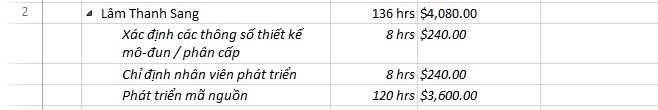 2 Lâm Thanh Sang 136 hrs $4,080.00
Xác định các thông số thiết kế 8 hrs $240.00
mô-đun / phân cấp
Chỉ định nhân viên phát triển 8 hrs $240.00
Phát triển mã nguồn 120 hrs $3,600.00